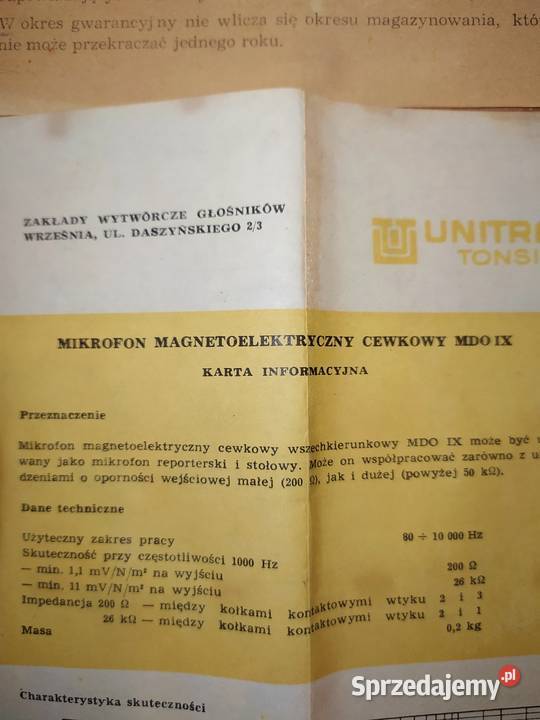 W okres gwarancyjny nie wlicza się okresu magazynowania,
nie może przekraczać jednego roku.
ZAKŁADY WYTWÓRCZE GŁOŚNIKÓW
WRZEŚNIA, UL. DASZYŃSKIEGO 2/3
TONSI
MIKROFON MAGNETOELEKTRYCZNY CEWKOWY MDO IX
KARTA INFORMACYJNA
Przeznaczenie
Mikrofon magnetoelektryczny cewkowy wszechkierunkowy MDO IX może być
wany jako mikrofon reporterski i stołowy. Może on współpracować zarówno z
dzeniami o oporności wejściowej małej (200 Ω), jak i dużej (powyżej 50 kΩ).
Dane techniczne
Użyteczny zakres pracy 80 ÷ 10 000 Hz
Skuteczność przy częstotliwości 1000 Hz
— min. 1,1 mV/N/m² na wyjściu 200 Ω
— min. 11 mV/N/m² na wyjściu 26 kΩ
Impedancja 200 Ω — między kołkami kontaktowymi wtyku 2 i 3
26 kΩ — między kołkami kontaktowymi wtyku 2 i 1
Masa 0,2 kg
Charakterystyka skuteczności
Sprzedajemy.pl